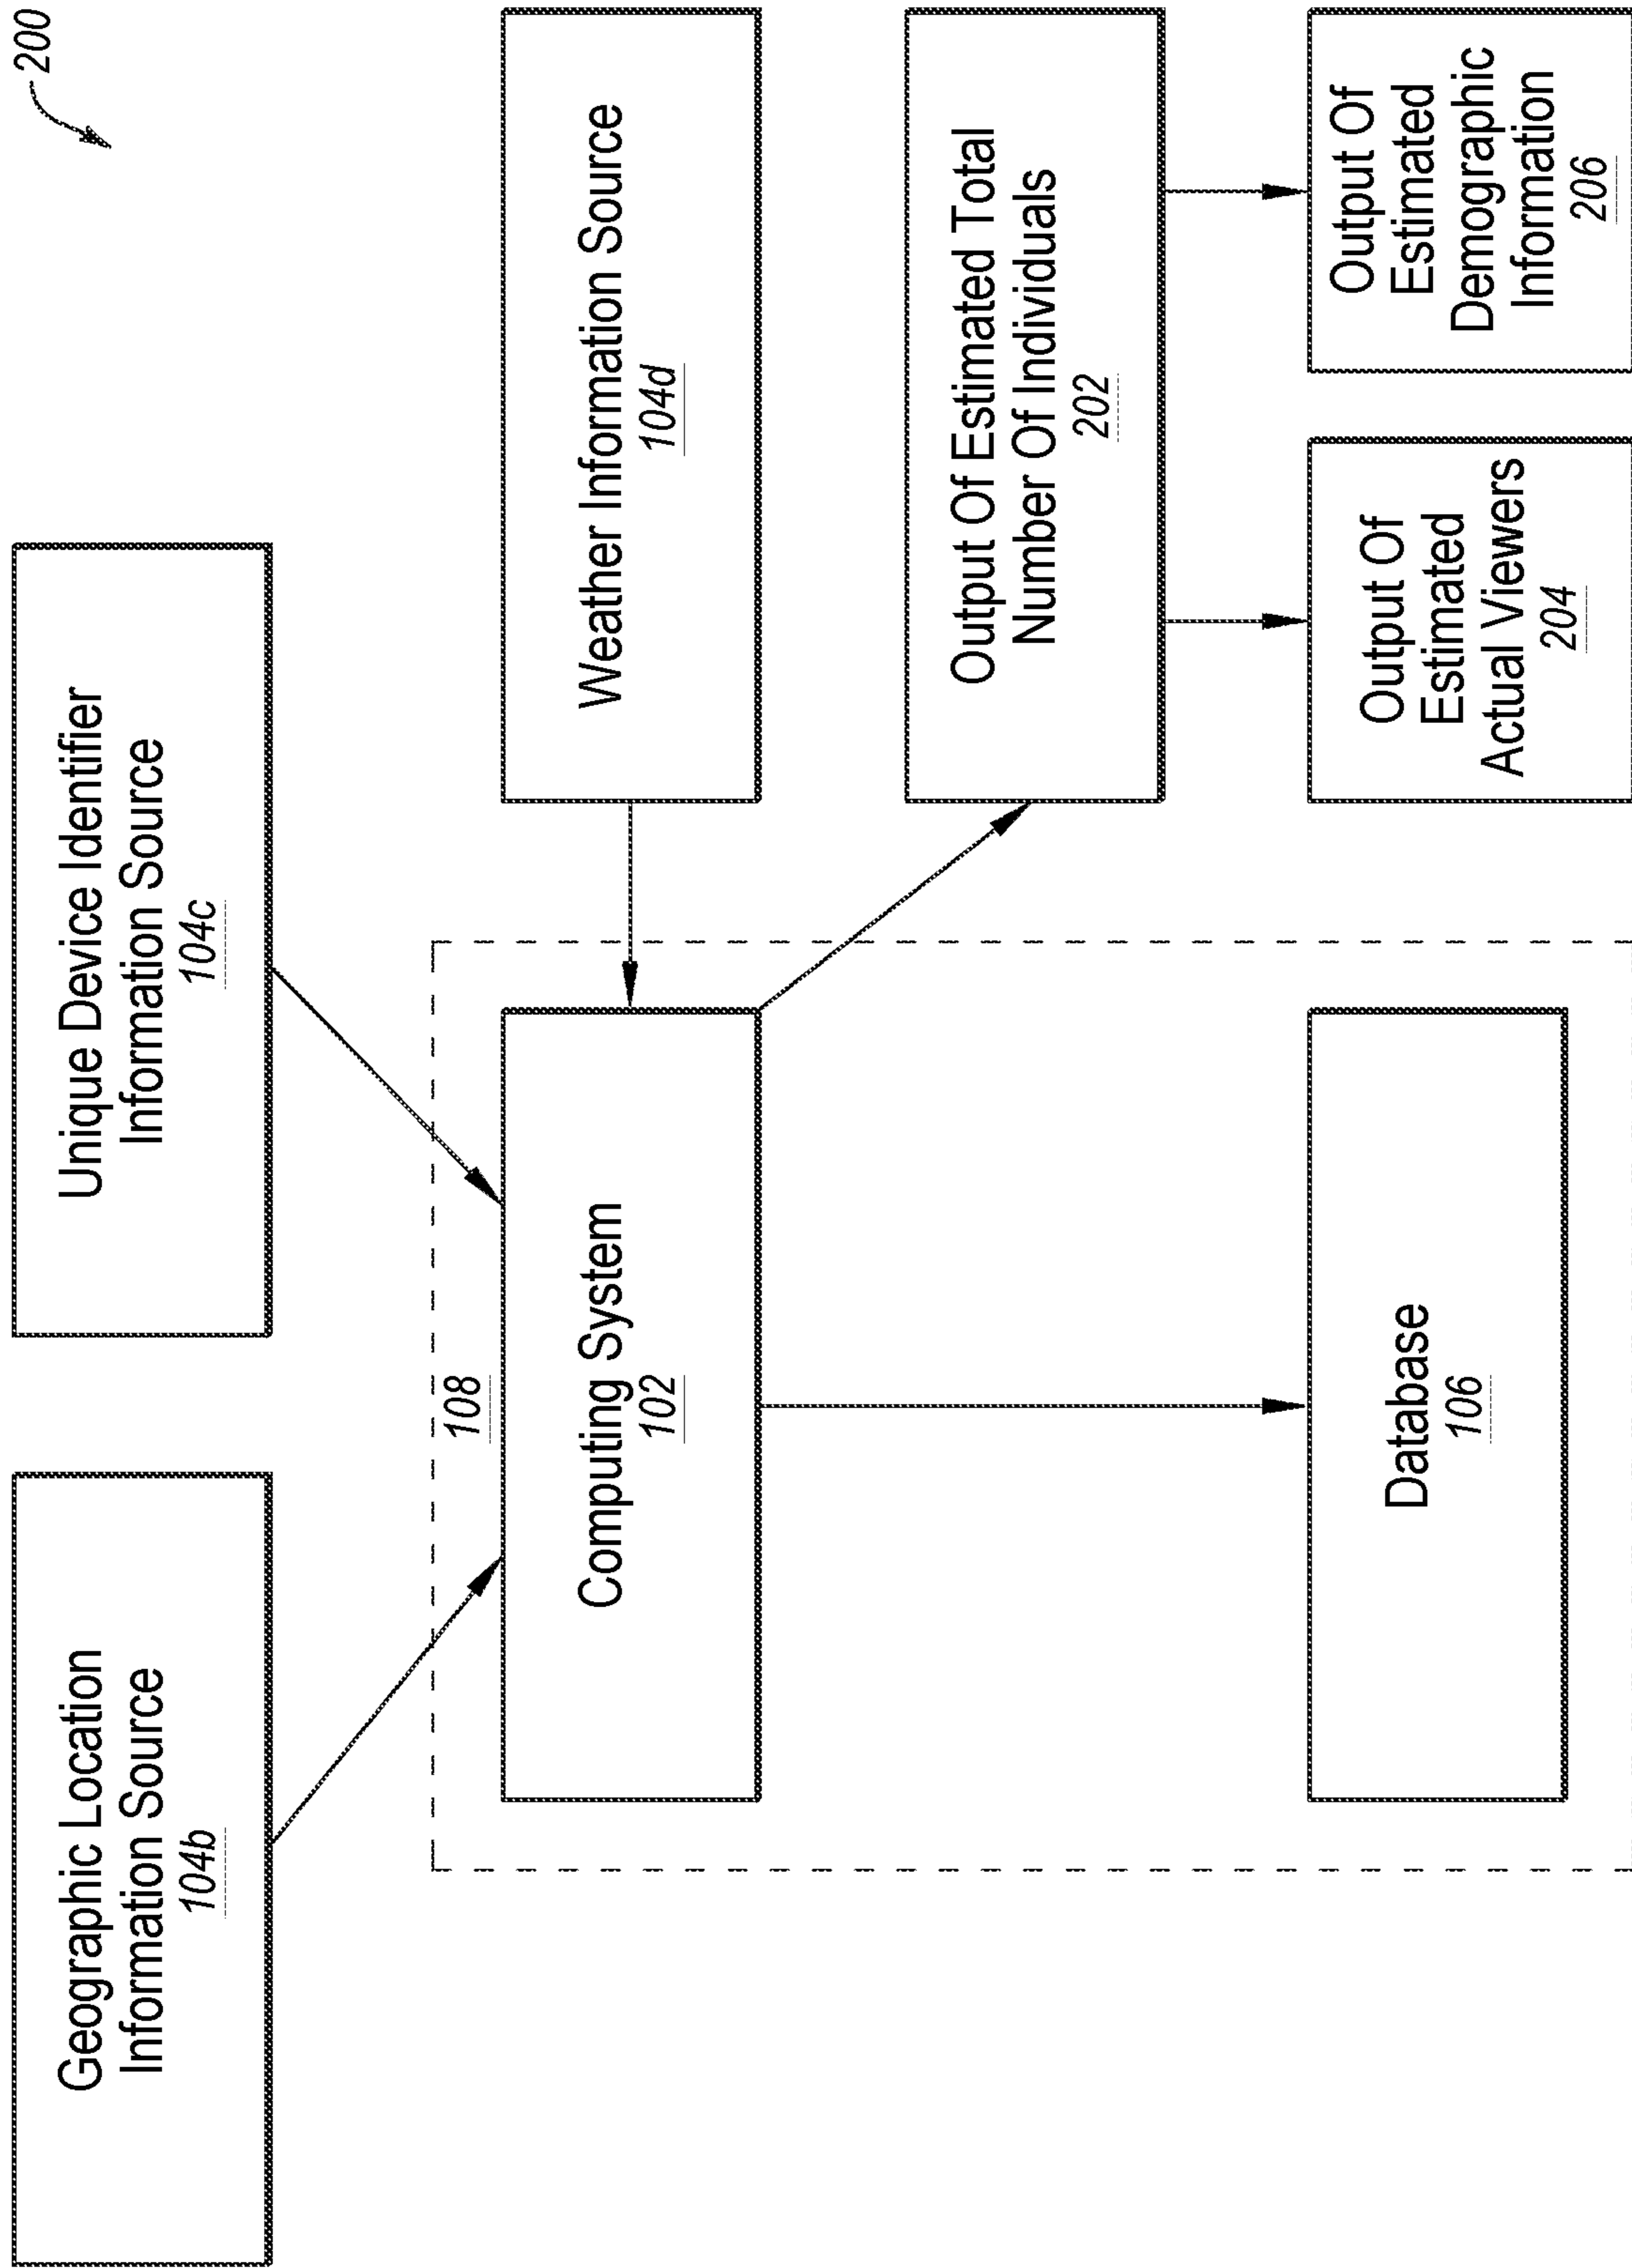 200
Geographic Location
Information Source
104b
Unique Device Identifier
Information Source
104c
108
Computing System
102
Weather Information Source
104d
Output Of Estimated Total
Number Of Individuals
202
Database
106
Output Of
Estimated
Actual Viewers
204
Output Of
Estimated
Demographic
Information
206